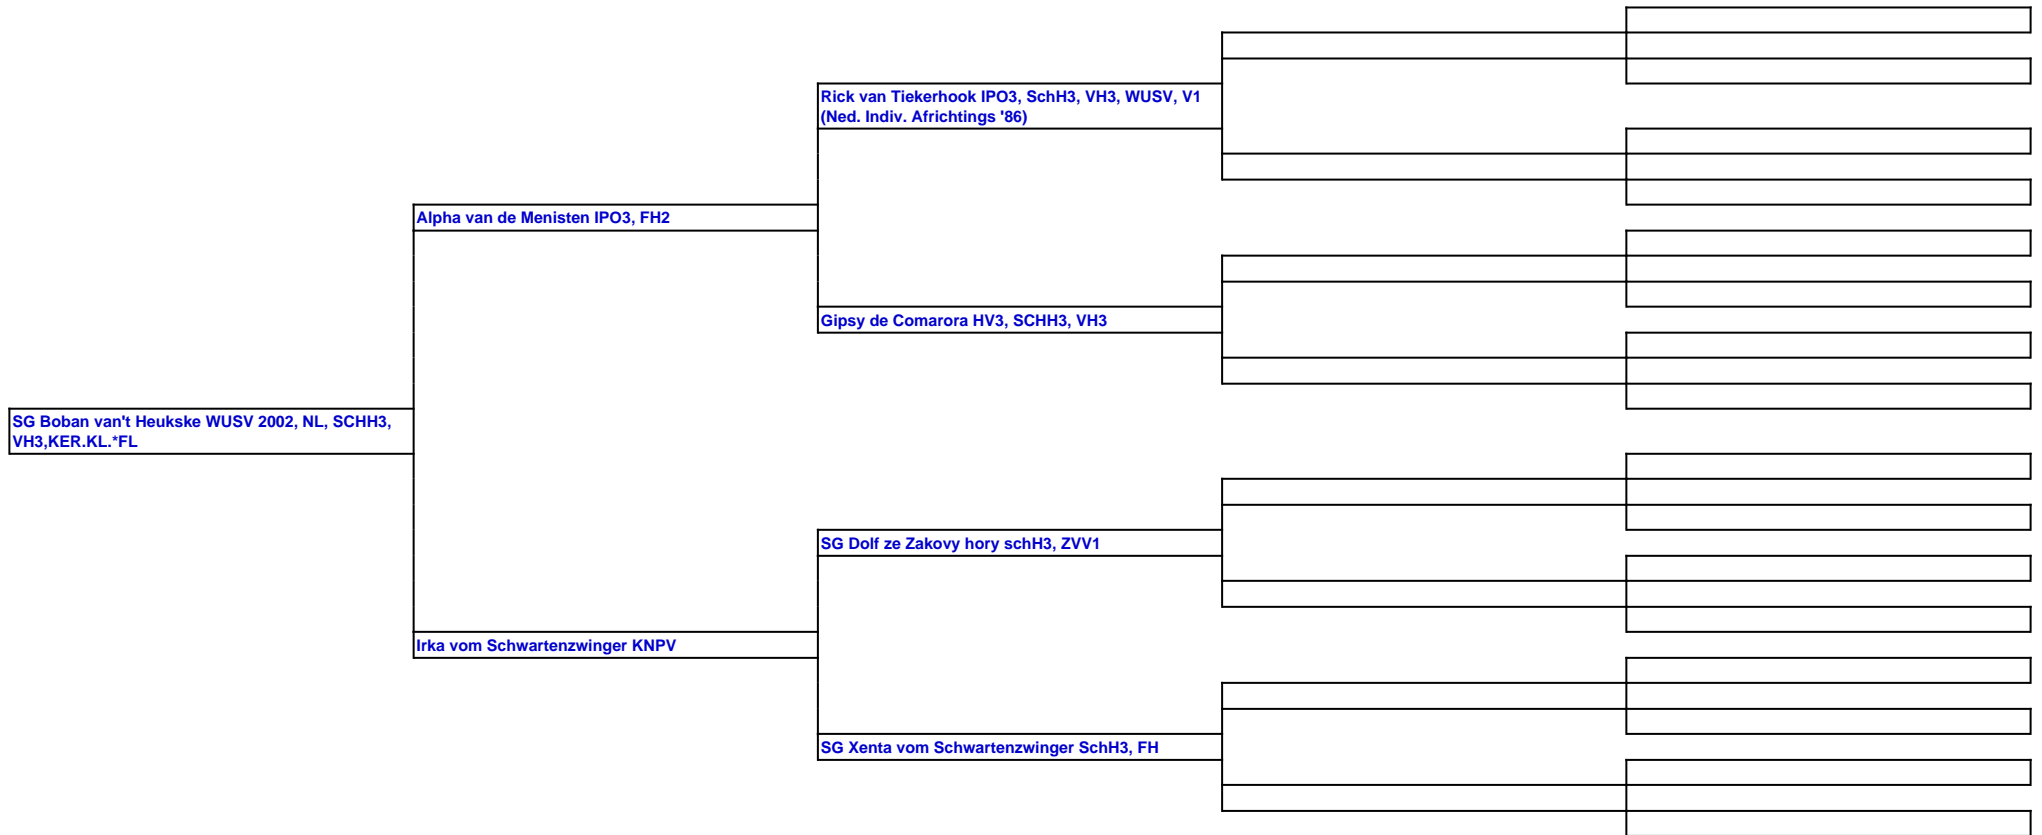 Rick van Tiekerhook IPO3, SchH3, VH3, WUSV, V1
(Ned. Indiv. Africhtings '86)
Alpha van de Menisten IPO3, FH2
Gipsy de Comarora HV3, SCHH3, VH3
SG Boban van't Heukske WUSV 2002, NL, SCHH3,
VH3,KER.KL.*FL
SG Dolf ze Zakovy hory schH3, ZVV1
Irka vom Schwartenzwinger KNPV
SG Xenta vom Schwartenzwinger SchH3, FH